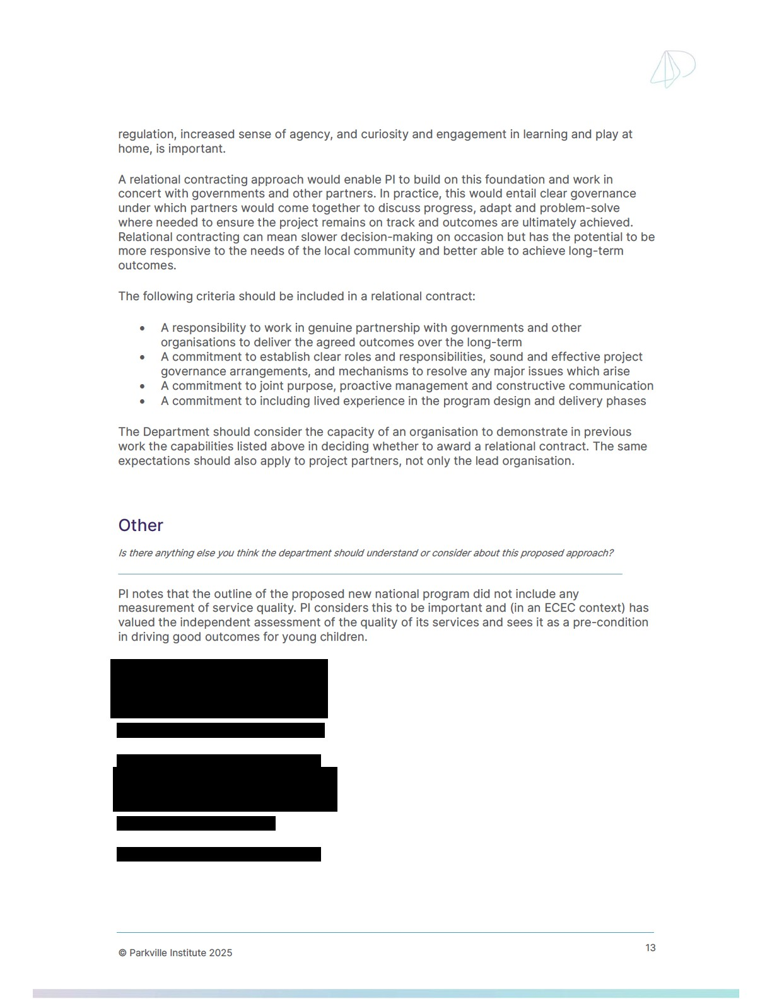 regulation, increased sense of agency, and curiosity and engagement in learning and play at
home, is important.
A relational contracting approach would enable PI to build on this foundation and work in
concert with governments and other partners. In practice, this would entail clear governance
under which partners would come together to discuss progress, adapt and problem-solve
where needed to ensure the project remains on track and outcomes are ultimately achieved.
Relational contracting can mean slower decision-making on occasion but has the potential to be
more responsive to the needs of the local community and better able to achieve long-term
outcomes.
The following criteria should be included in a relational contract:
• A responsibility to work in genuine partnership with governments and other
organisations to deliver the agreed outcomes over the long-term
• A commitment to establish clear roles and responsibilities, sound and effective project
governance arrangements, and mechanisms to resolve any major issues which arise
• A commitment to joint purpose, proactive management and constructive communication
• A commitment to including lived experience in the program design and delivery phases
The Department should consider the capacity of an organisation to demonstrate in previous
work the capabilities listed above in deciding whether to award a relational contract. The same
expectations should also apply to project partners, not only the lead organisation.
Other
Is there anything else you think the department should understand or consider about this proposed approach?
PI notes that the outline of the proposed new national program did not include any
measurement of service quality. PI considers this to be important and (in an ECEC context) has
valued the independent assessment of the quality of its services and sees it as a pre-condition
in driving good outcomes for young children.
© Parkville Institute 2025
13